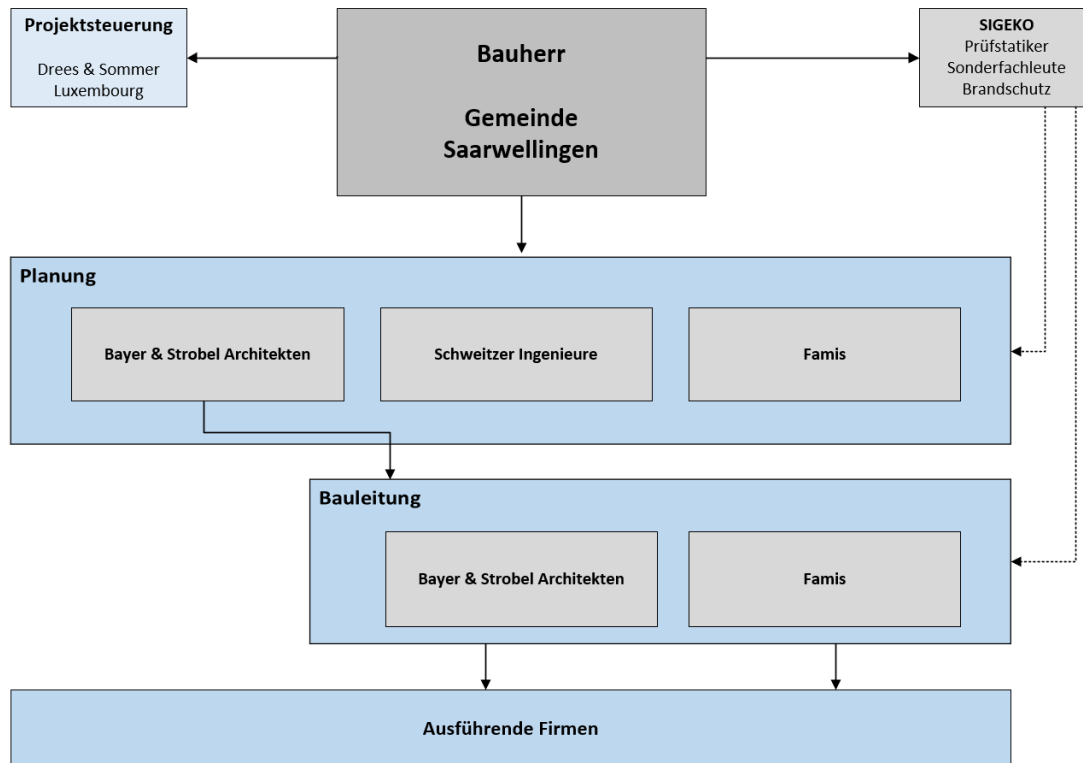 Projektsteuerung
Drees & Sommer
Luxembourg
Bauherr
Gemeinde
Saarwellingen
SIGEKO
Prüfstatiker
Sonderfachleute
Brandschutz
Planung
Bayer & Strobel Architekten
Schweitzer Ingenieure
Famis
Bauleitung
Bayer & Strobel Architekten
Famis
Ausführende Firmen